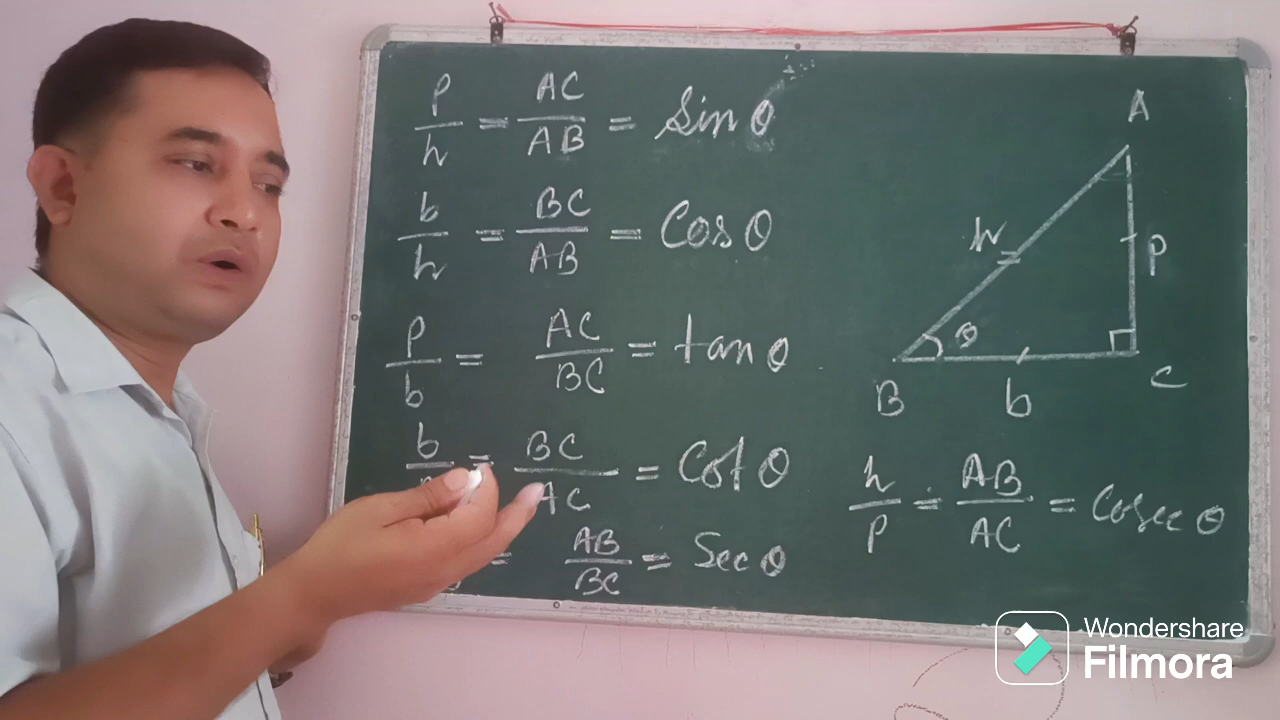 p/h = AC/AB = Sin θ
b/h = BC/AB = Cos θ
p/b = AC/BC = tan θ
b = BC/AC = Cot θ
= AB/BC = Sec θ
A
h
p
θ
B
b
C
h/p = AB/AC = Cosec θ
Wondershare
Filmora